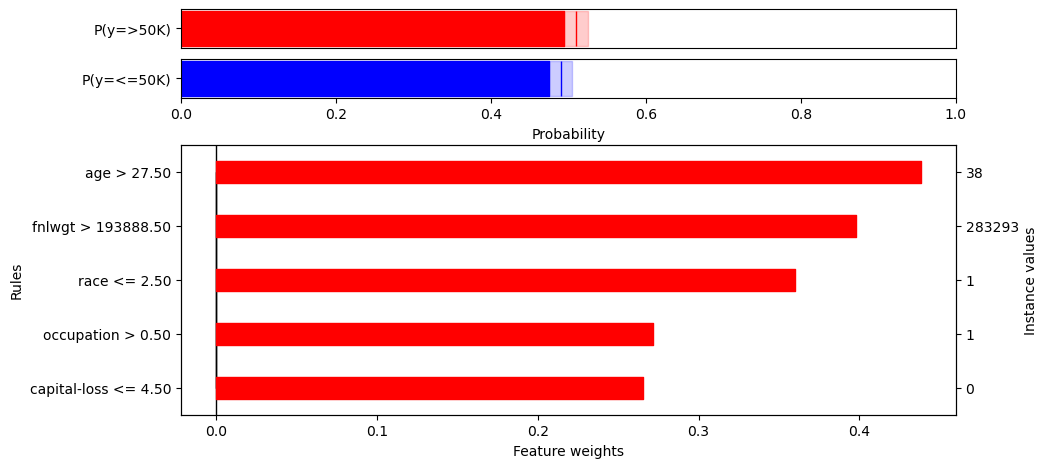 P(y=>50K)
P(y=<=50K)
0.0 0.2 0.4 0.6 0.8 1.0
Probability
age > 27.50 38
fnlwgt > 193888.50 283293
race <= 2.50 1
occupation > 0.50 1
capital-loss <= 4.50 0
Rules
Instance values
0.0 0.1 0.2 0.3 0.4
Feature weights